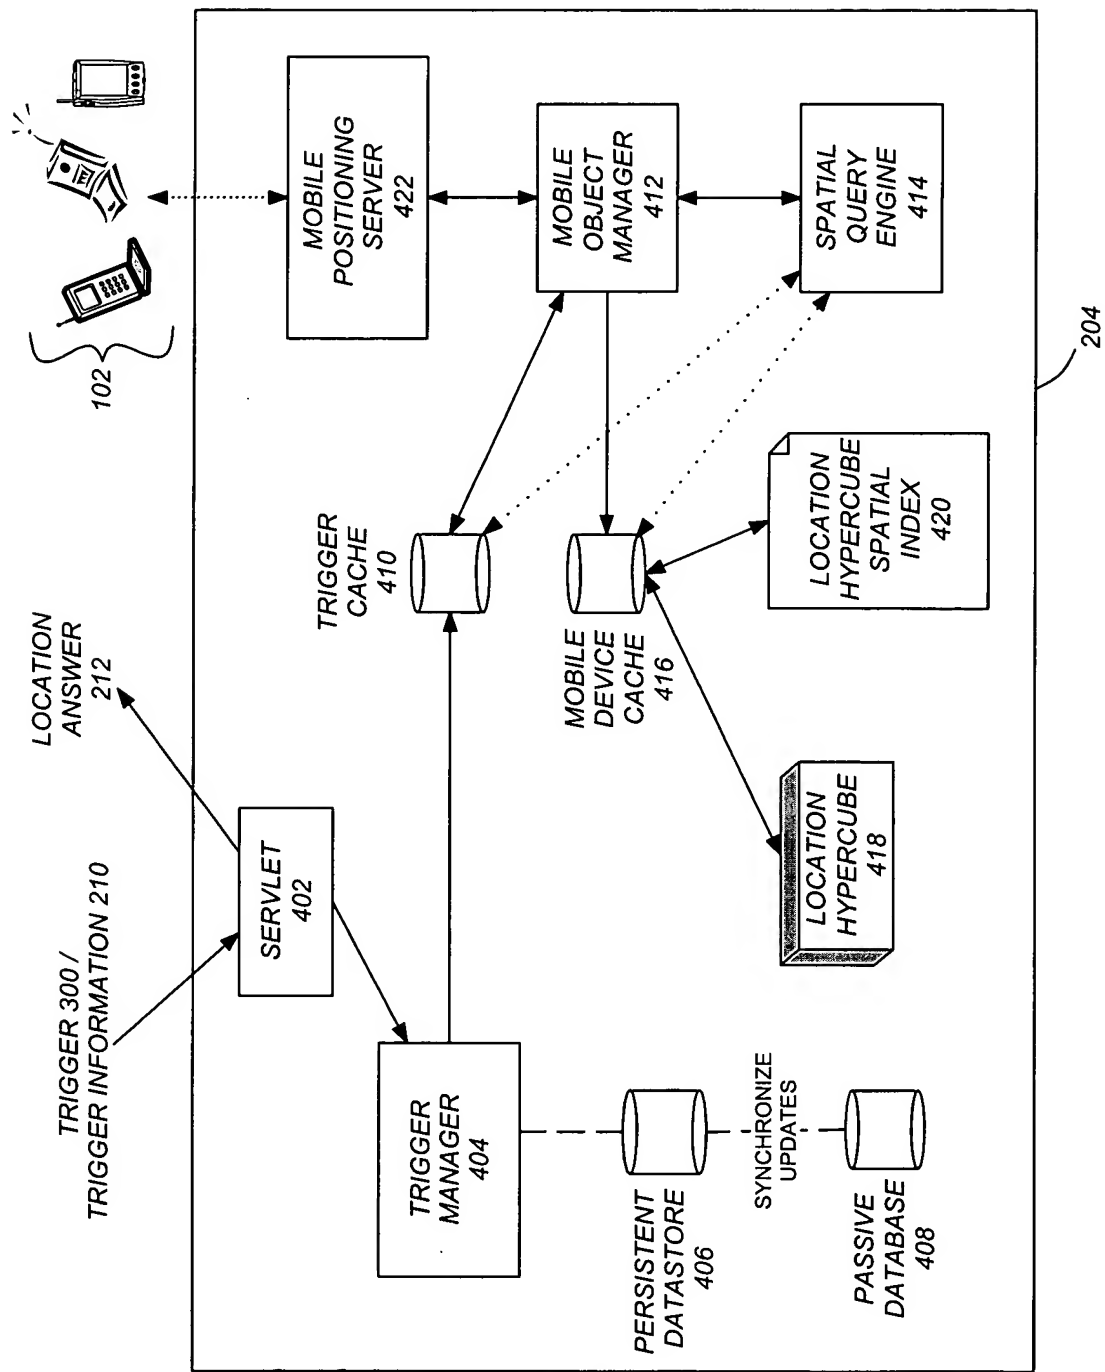 TRIGGER 300 /
TRIGGER INFORMATION 210
LOCATION
ANSWER
212
102
SERVLET
402
MOBILE
POSITIONING
SERVER
422
TRIGGER
MANAGER
404
TRIGGER
CACHE
410
MOBILE
OBJECT
MANAGER
412
PERSISTENT
DATASTORE
406
MOBILE
DEVICE
CACHE
416
SYNCHRONIZE
UPDATES
LOCATION
HYPERCUBE
418
LOCATION
HYPERCUBE
SPATIAL
INDEX
420
SPATIAL
QUERY
ENGINE
414
PASSIVE
DATABASE
408
204